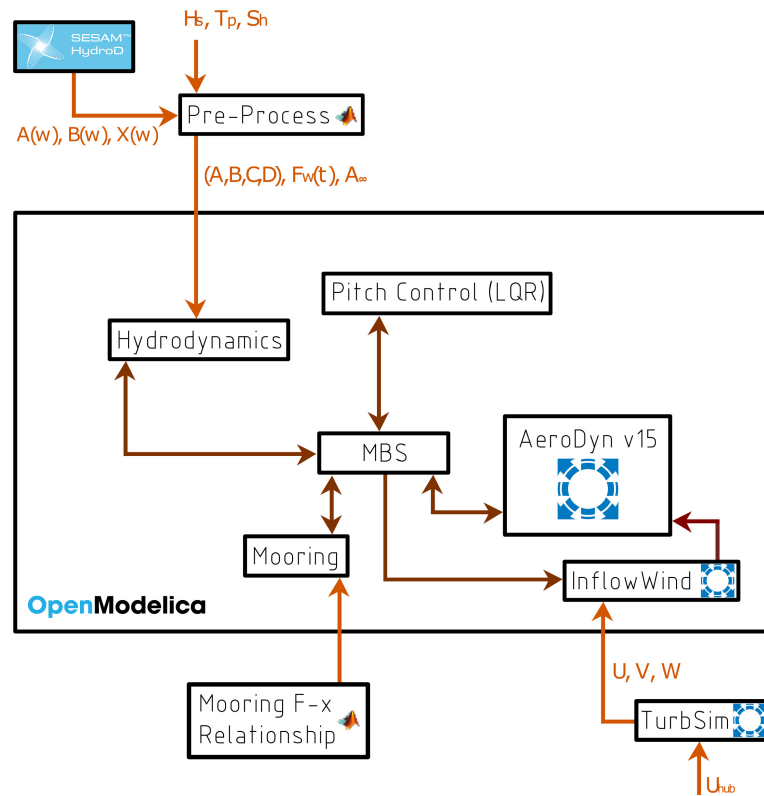 SESAM™
HydroD
Hs, Tp, Sh
Pre-Process
A(w), B(w), X(w)
(A,B,C,D), Fw(t), A∞
Pitch Control (LQR)
Hydrodynamics
MBS
AeroDyn v15
Mooring
InflowWind
OpenModelica
U, V, W
Mooring F-x
Relationship
TurbSim
Uhub